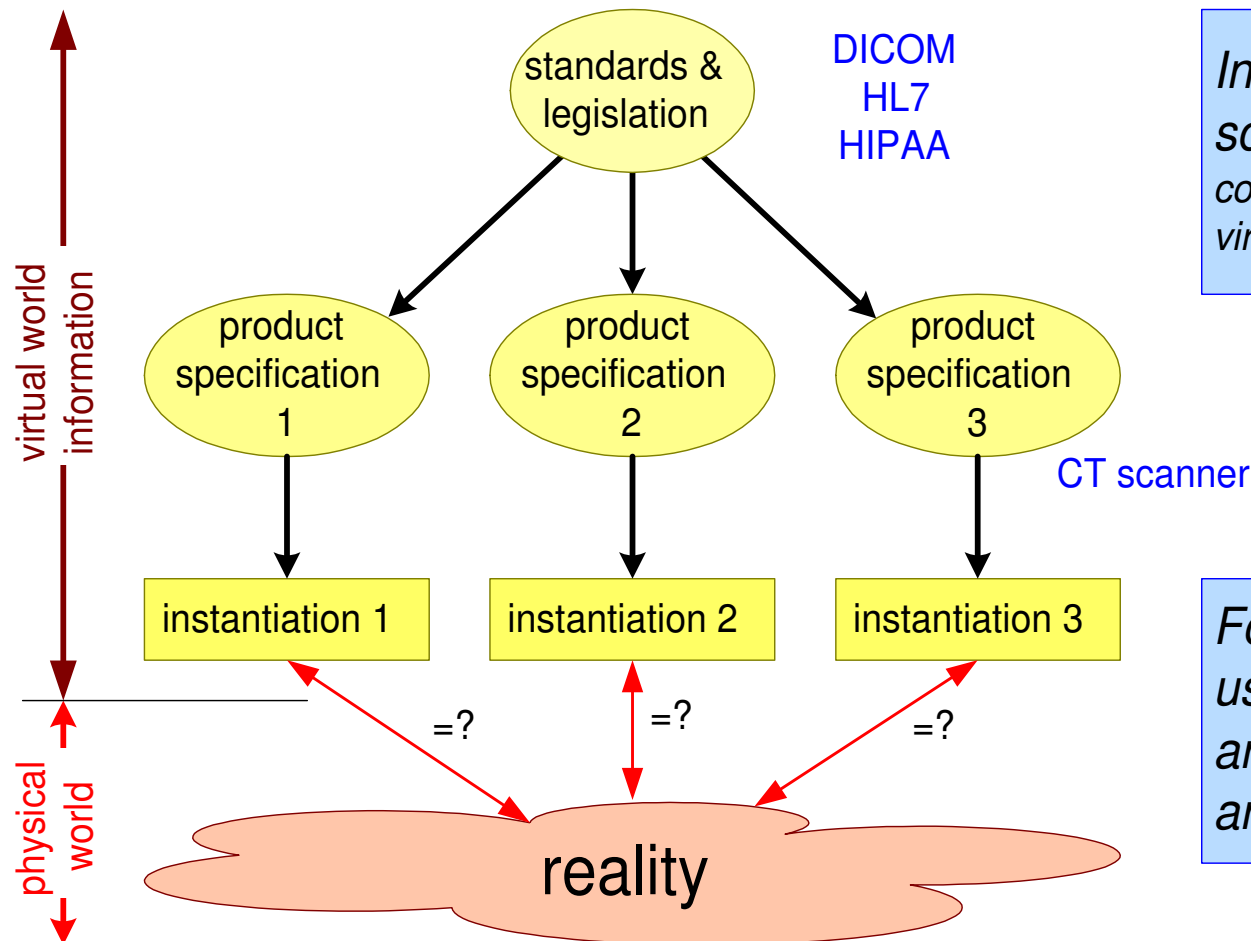 standards &
legislation
DICOM
HL7
HIPAA
virtual world
information
product
specification
1
product
specification
2
product
specification
3
CT scanner
instantiation 1
instantiation 2
instantiation 3
=?
=?
=?
physical
world
reality